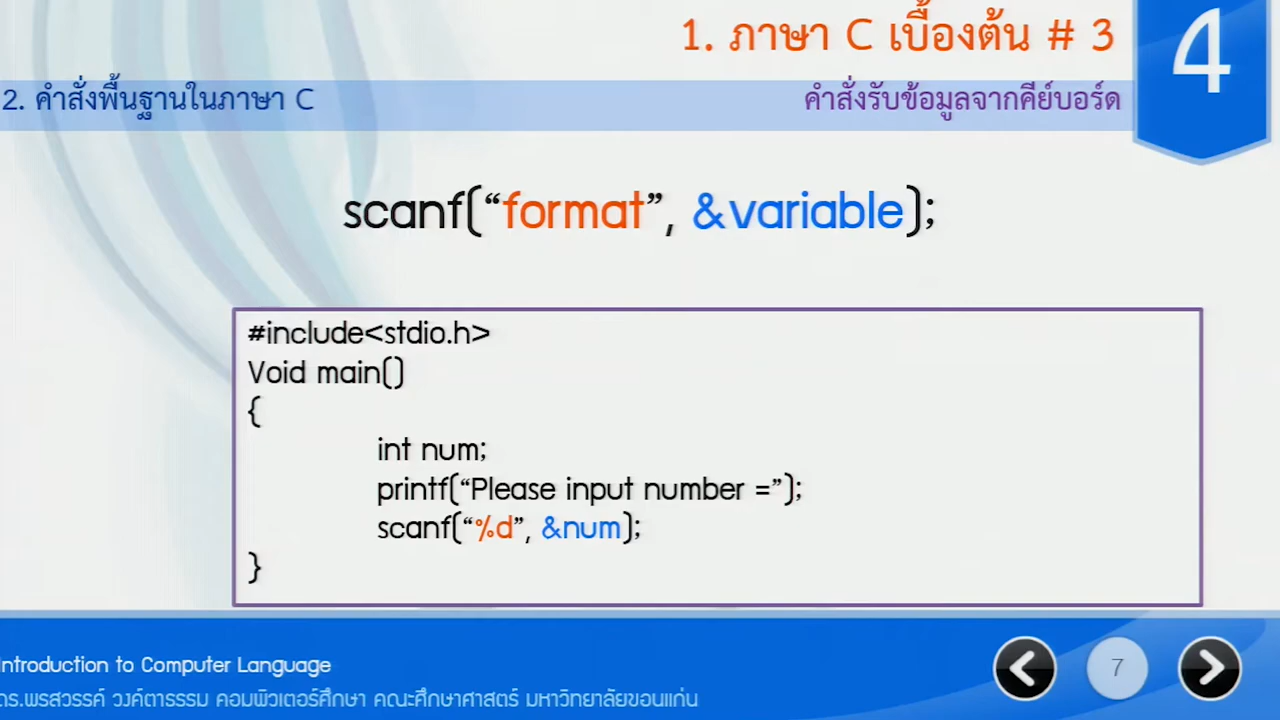 1. ภาษา C เบื้องต้น # 3
4
2. คำสั่งพื้นฐานในภาษา C
คำสั่งรับข้อมูลจากคีย์บอร์ด
scanf(“format”, &variable);
#include<stdio.h>
Void main()
{
int num;
printf(“Please input number =”);
scanf(“%d”, &num);
}
Introduction to Computer Language
7
ดร.พรสวรรค์ วงค์ตาธรรม คอมพิวเตอร์ศึกษา คณะศึกษาศาสตร์ มหาวิทยาลัยขอนแก่น